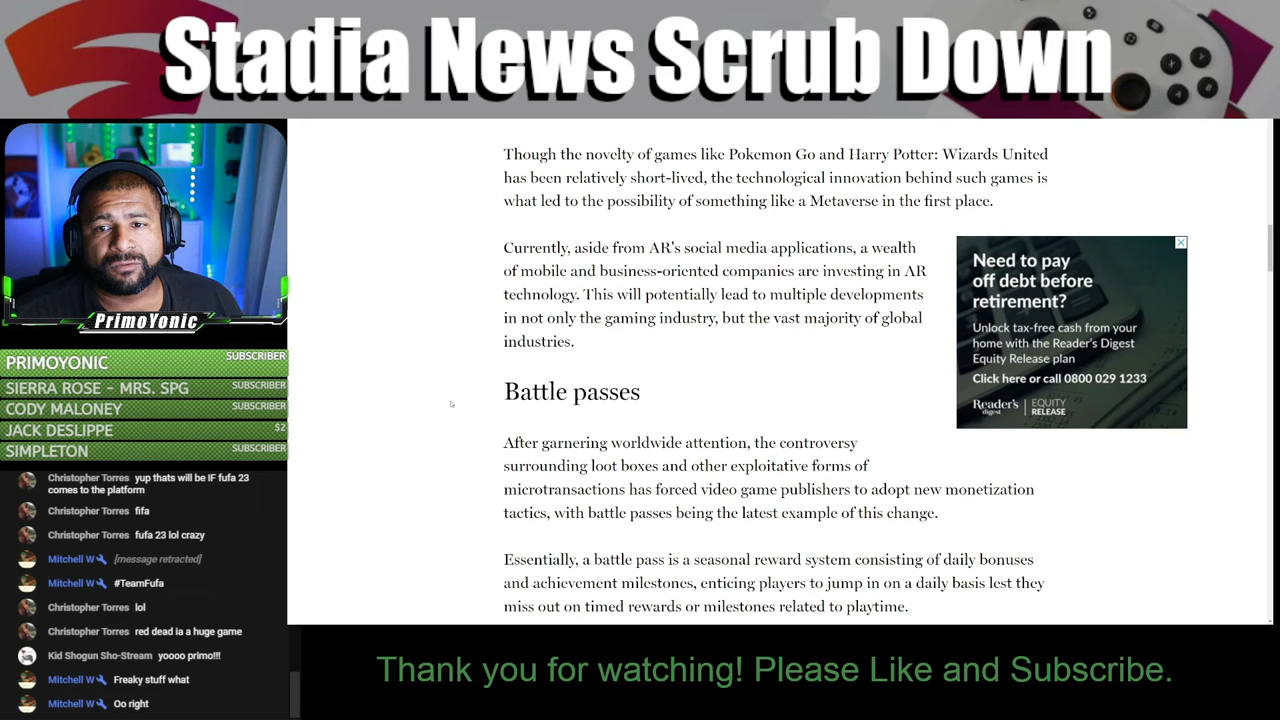 Stadia News Scrub Down
PrimoYonic
PRIMOYONIC SUBSCRIBER
SIERRA ROSE - MRS. SPG SUBSCRIBER
CODY MALONEY SUBSCRIBER
JACK DESLIPPE $2
SIMPLETON SUBSCRIBER
Christopher Torres yup thats will be IF fufa 23
comes to the platform
Christopher Torres fifa
Christopher Torres fufa 23 lol crazy
Mitchell W [message retracted]
Mitchell W #TeamFufa
Christopher Torres lol
Christopher Torres red dead ia a huge game
Kid Shogun Sho-Stream yoooo primo!!!
Mitchell W Freaky stuff what
Mitchell W Oo right
Though the novelty of games like Pokemon Go and Harry Potter: Wizards United
has been relatively short-lived, the technological innovation behind such games is
what led to the possibility of something like a Metaverse in the first place.
Currently, aside from AR's social media applications, a wealth
of mobile and business-oriented companies are investing in AR
technology. This will potentially lead to multiple developments
in not only the gaming industry, but the vast majority of global
industries.
Battle passes
After garnering worldwide attention, the controversy
surrounding loot boxes and other exploitative forms of
microtransactions has forced video game publishers to adopt new monetization
tactics, with battle passes being the latest example of this change.
Essentially, a battle pass is a seasonal reward system consisting of daily bonuses
and achievement milestones, enticing players to jump in on a daily basis lest they
miss out on timed rewards or milestones related to playtime.
Need to pay
off debt before
retirement?
Unlock tax-free cash from your
home with the Reader's Digest
Equity Release plan
Click here or call 0800 029 1233
Reader's digest EQUITY RELEASE
Thank you for watching! Please Like and Subscribe.